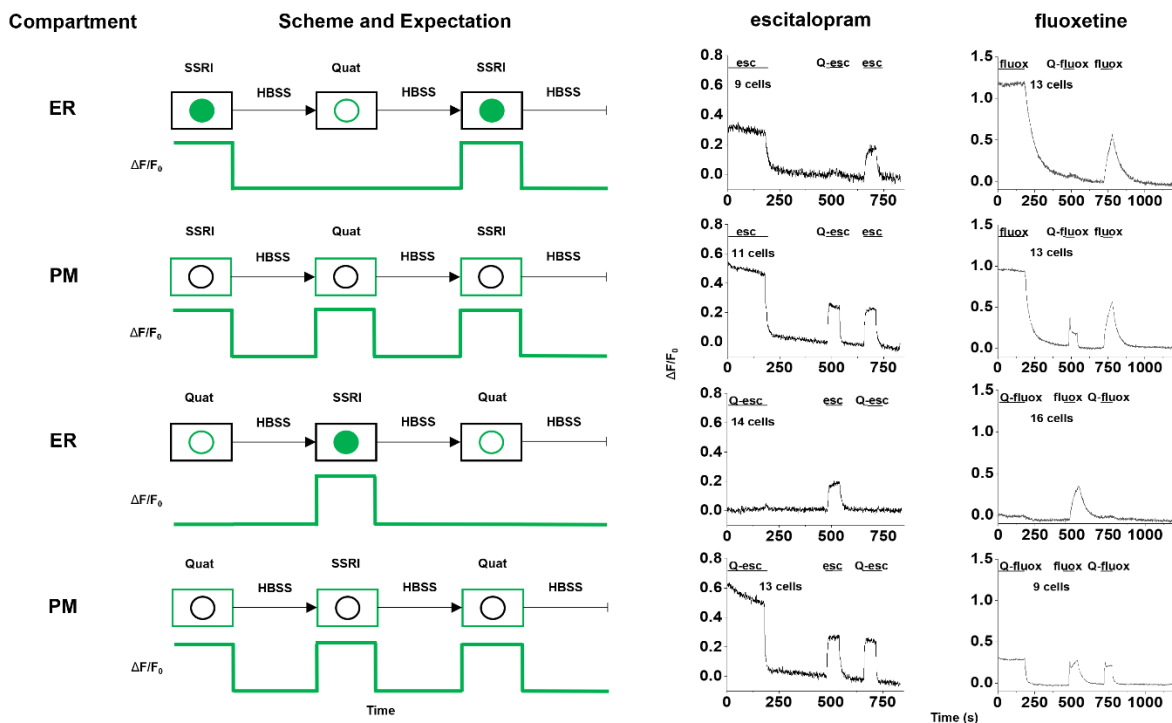 Compartment Scheme and Expectation escitalopram fluoxetine
ER
SSRI Quat SSRI
HBSS HBSS HBSS
ΔF/F0
esc Q-esc esc
9 cells
0.8
0.6
0.4
0.2
0.0
0 250 500 750
fluox Q-fluox fluox
13 cells
1.5
1.0
0.5
0.0
0 250 500 750 1000
PM
SSRI Quat SSRI
HBSS HBSS HBSS
ΔF/F0
esc Q-esc esc
11 cells
0.8
0.6
0.4
0.2
0.0
0 250 500 750
fluox Q-fluox fluox
13 cells
1.5
1.0
0.5
0.0
0 250 500 750 1000
ΔF/F0
ER
Quat SSRI Quat
HBSS HBSS HBSS
ΔF/F0
Q-esc esc Q-esc
14 cells
0.8
0.6
0.4
0.2
0.0
0 250 500 750
Q-fluox fluox Q-fluox
16 cells
1.5
1.0
0.5
0.0
0 250 500 750 1000
PM
Quat SSRI Quat
HBSS HBSS HBSS
ΔF/F0
Time
Q-esc esc Q-esc
13 cells
0.8
0.6
0.4
0.2
0.0
0 250 500 750
Q-fluox fluox Q-fluox
9 cells
1.5
1.0
0.5
0.0
0 250 500 750 1000
Time (s)